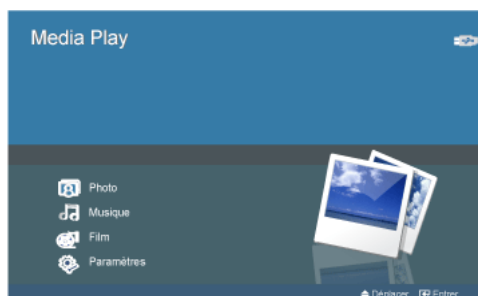 Media Play
Photo
Musique
Film
Paramètres
Déplacer Entrer